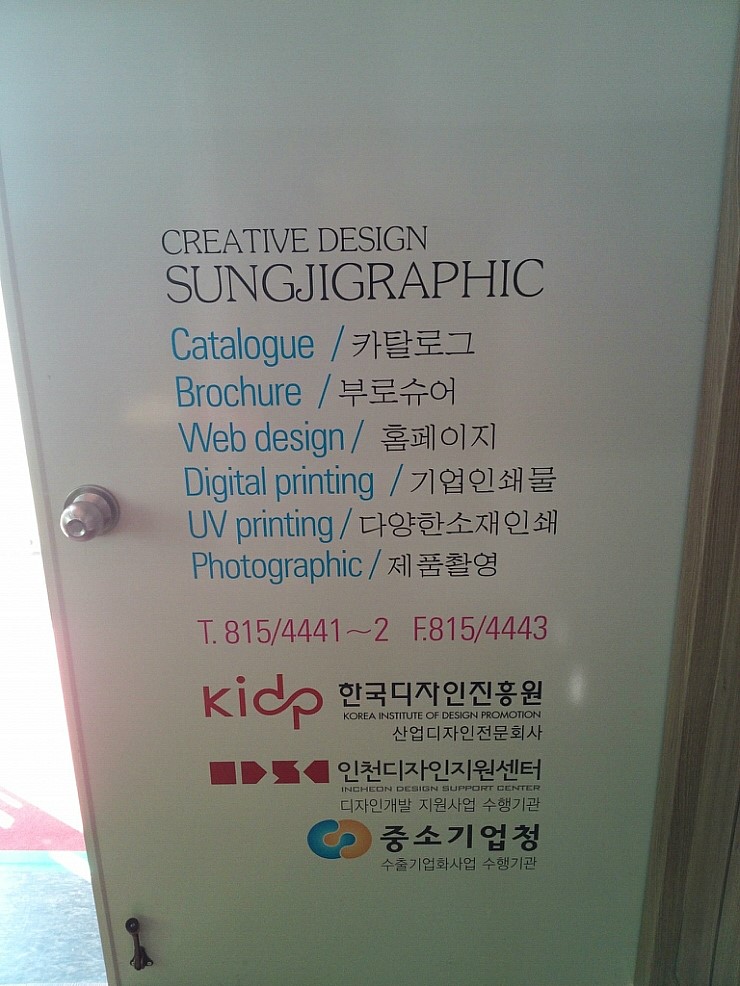 CREATIVE DESIGN
SUNGJIGRAPHIC
Catalogue / 카탈로그
Brochure / 부로슈어
Web design / 홈페이지
Digital printing / 기업인쇄물
UV printing / 다양한소재인쇄
Photographic / 제품촬영
T. 815/4441~2 F.815/4443
kidp 한국디자인진흥원
KOREA INSTITUTE OF DESIGN PROMOTION
산업디자인전문회사
IDSC 인천디자인지원센터
INCHEON DESIGN SUPPORT CENTER
디자인개발 지원사업 수행기관
중소기업청
수출기업화사업 수행기관